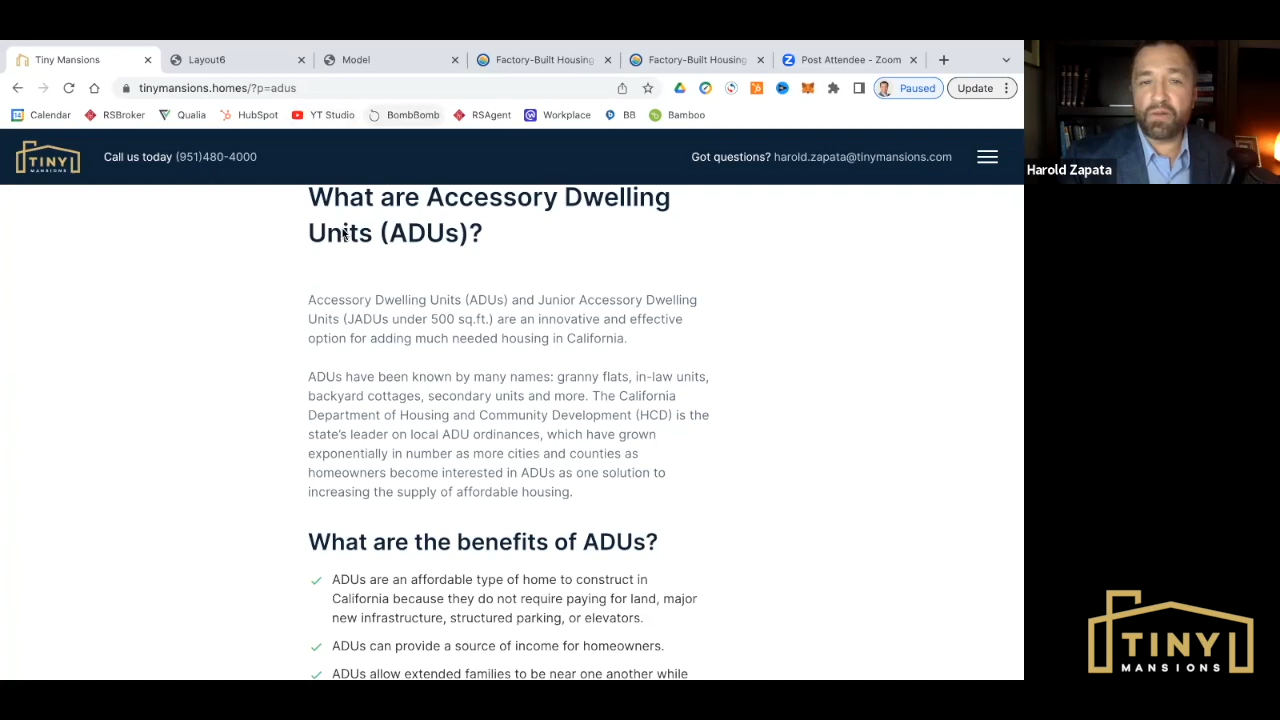 Tiny Mansions
Layout6
Model
Factory-Built Housing
Factory-Built Housing
Post Attendee - Zoom
tinymansions.homes/?p=adus
Paused
Update
Calendar
RSBroker
Qualia
HubSpot
YT Studio
BombBomb
RSAgent
Workplace
BB
Bamboo
TINY
MANSIONS
Call us today (951)480-4000
Got questions? harold.zapata@tinymansions.com
Harold Zapata
What are Accessory Dwelling
Units (ADUs)?
Accessory Dwelling Units (ADUs) and Junior Accessory Dwelling
Units (JADUs under 500 sq.ft.) are an innovative and effective
option for adding much needed housing in California.
ADUs have been known by many names: granny flats, in-law units,
backyard cottages, secondary units and more. The California
Department of Housing and Community Development (HCD) is the
state's leader on local ADU ordinances, which have grown
exponentially in number as more cities and counties as
homeowners become interested in ADUs as one solution to
increasing the supply of affordable housing.
What are the benefits of ADUs?
ADUs are an affordable type of home to construct in
California because they do not require paying for land, major
new infrastructure, structured parking, or elevators.
ADUs can provide a source of income for homeowners.
ADUs allow extended families to be near one another while
TINY
MANSIONS